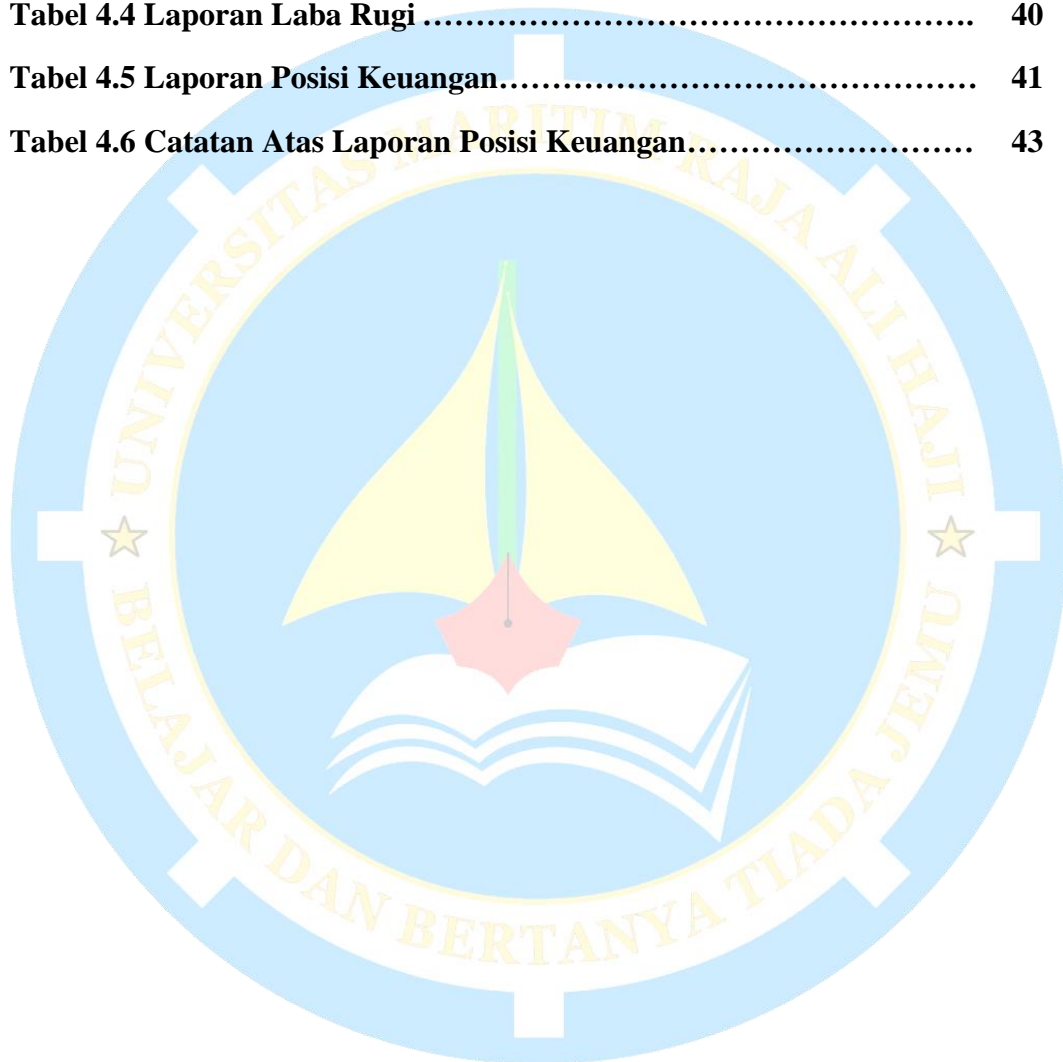 Tabel 4.4 Laporan Laba Rugi ……………………………………………. 40
Tabel 4.5 Laporan Posisi Keuangan……………………………………… 41
Tabel 4.6 Catatan Atas Laporan Posisi Keuangan……………………… 43
UNIVERSITAS MARITIM RAJA ALI HAJI
BELAJAR DAN BERTANYA TIADA JEMU